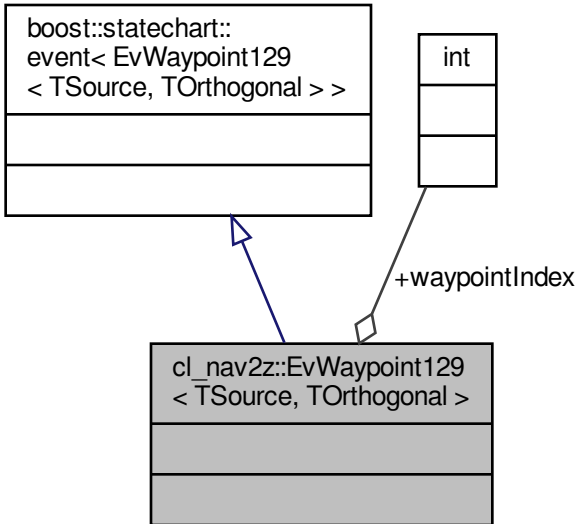 boost::statechart::
event< EvWaypoint129
< TSource, TOrthogonal > >
int
+waypointIndex
cl_nav2z::EvWaypoint129
< TSource, TOrthogonal >